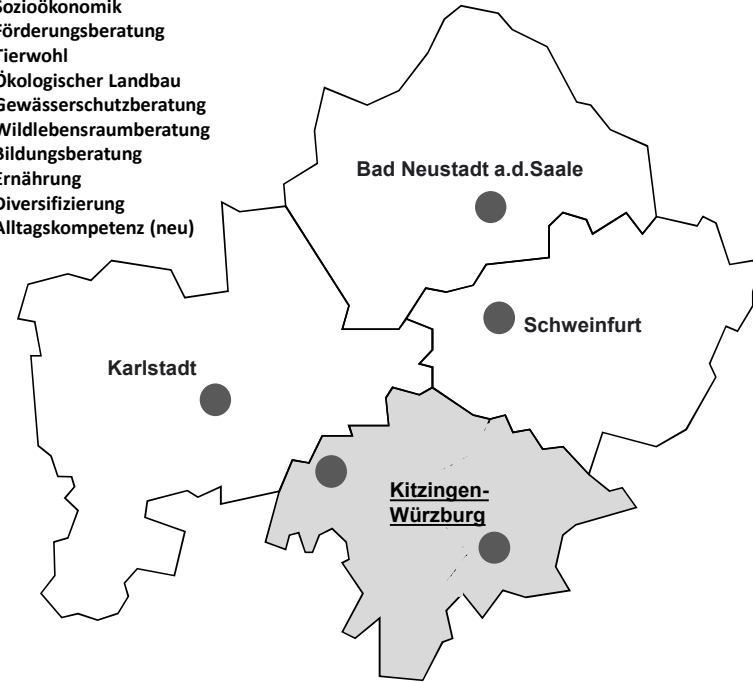 Sozioökonomik
Förderungsberatung
Tierwohl
Ökologischer Landbau
Gewässerschutzberatung
Wildlebensraumberatung
Bildungsberatung
Ernährung
Diversifizierung
Alltagskompetenz (neu)
Bad Neustadt a.d.Saale
Schweinfurt
Karlstadt
Kitzingen-
Würzburg